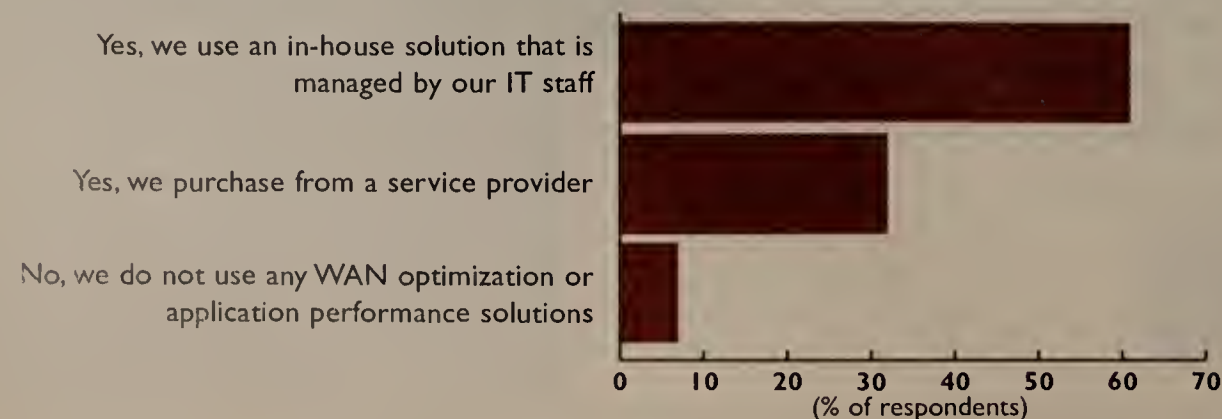 Yes, we use an in-house solution that is
managed by our IT staff
Yes, we purchase from a service provider
No, we do not use any WAN optimization or
application performance solutions
0 10 20 30 40 50 60 70
(% of respondents)